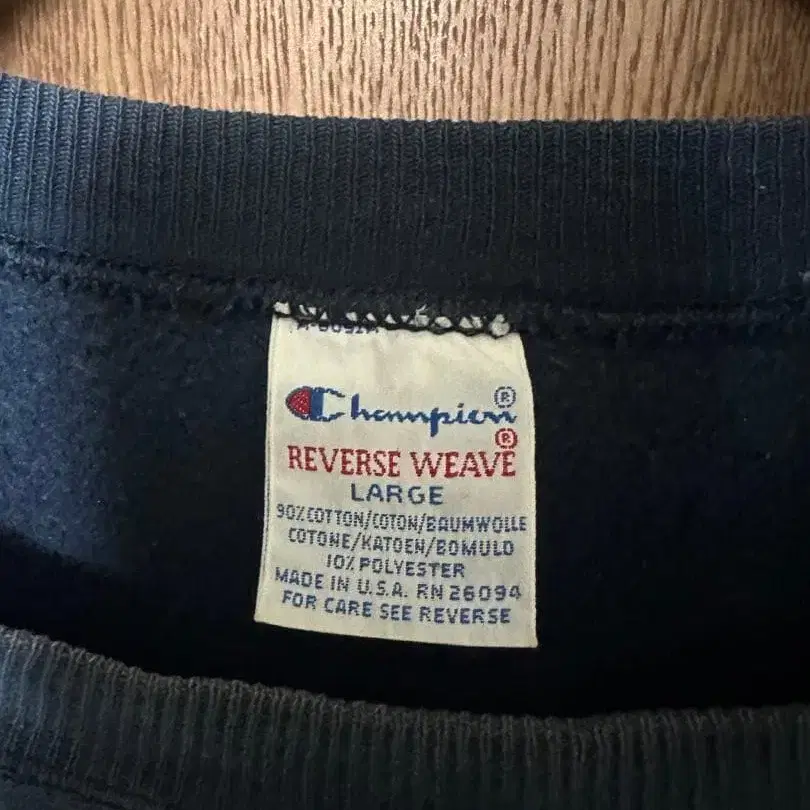 Champion®
REVERSE WEAVE®
LARGE
90% COTTON/COTON/BAUMWOLLE
COTONE/KATOEN/BOMULD
10% POLYESTER
MADE IN U.S.A. RN 26094
FOR CARE SEE REVERSE